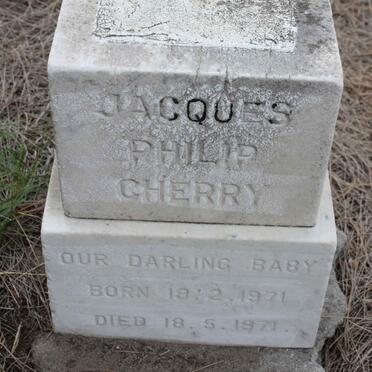 JACQUES
PHILIP
CHERRY
OUR DARLING BABY
BORN 19.2.1971
DIED 18.5.1971.